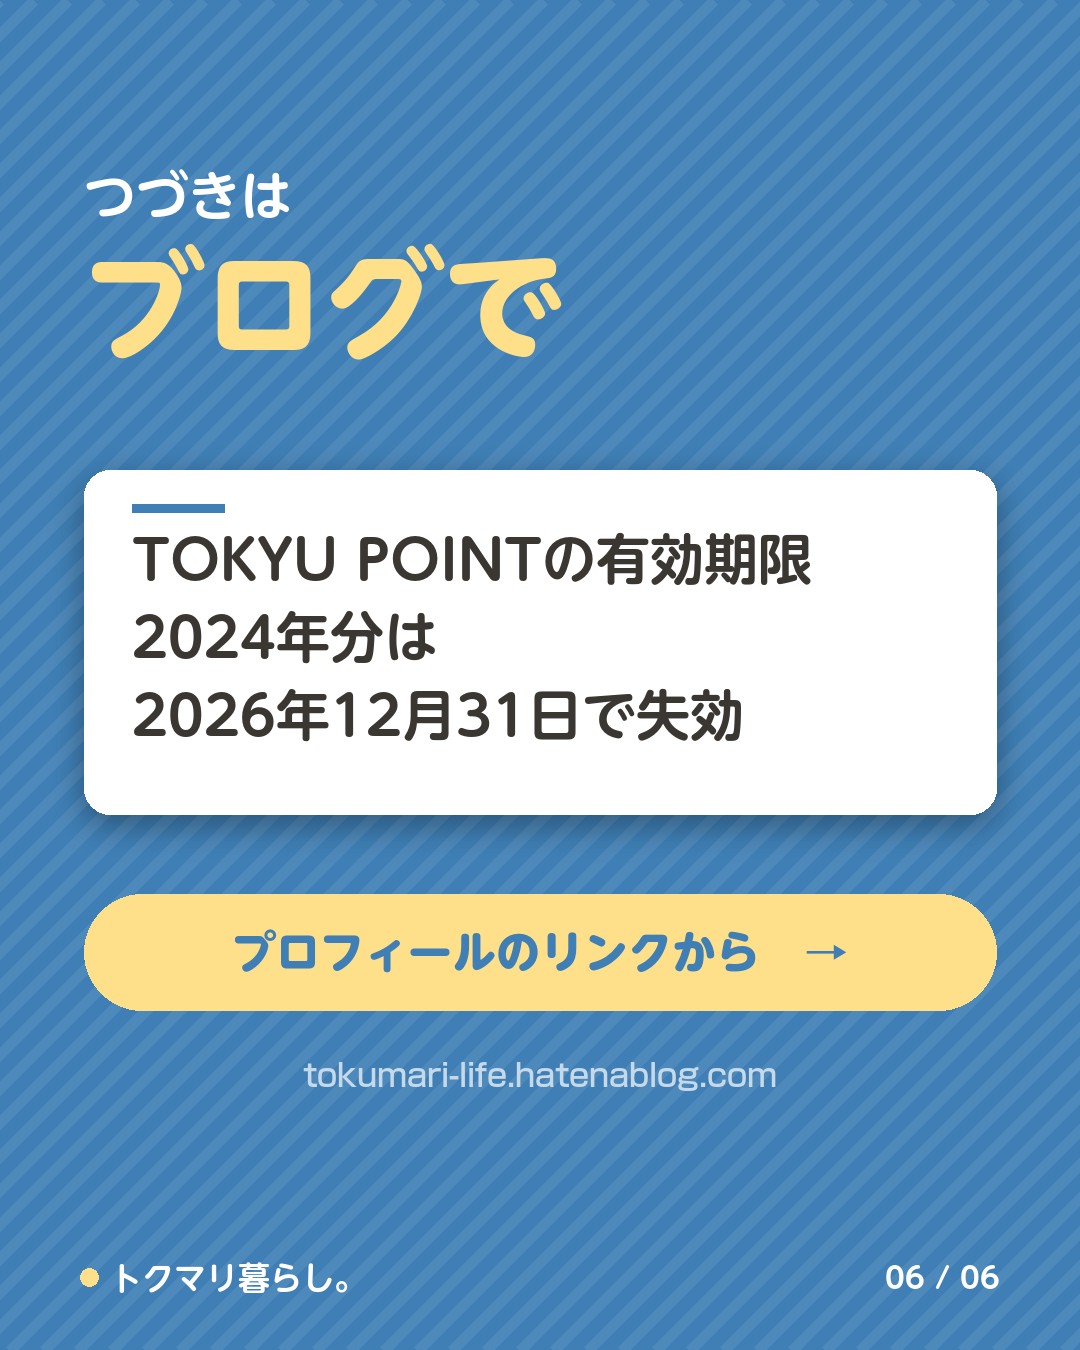 つづきは
ブログで
TOKYU POINTの有効期限
2024年分は
2026年12月31日で失効
プロフィールのリンクから →
tokumari-life.hatenablog.com
トクマリ暮らし。
06 / 06